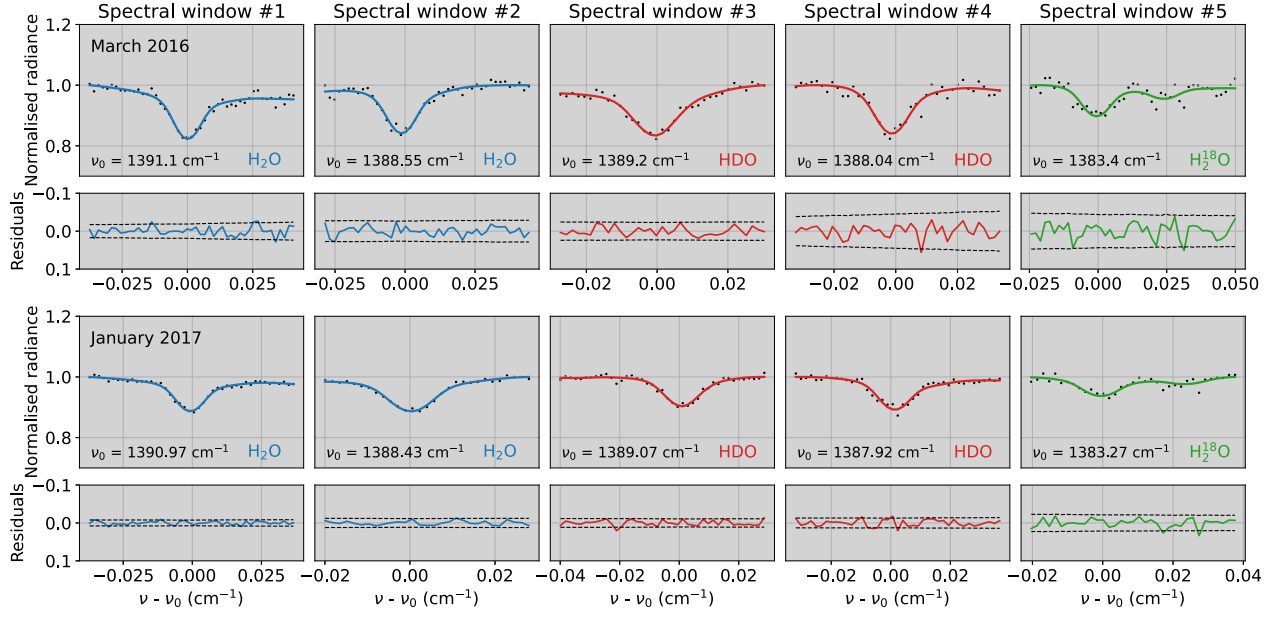 Spectral window #1 Spectral window #2 Spectral window #3 Spectral window #4 Spectral window #5
Normalised radiance
1.2
1.0
0.8
March 2016
ν₀ = 1391.1 cm⁻¹ H₂O
ν₀ = 1388.55 cm⁻¹ H₂O
ν₀ = 1389.2 cm⁻¹ HDO
ν₀ = 1388.04 cm⁻¹ HDO
ν₀ = 1383.4 cm⁻¹ H₂¹⁸O
Residuals
−0.1
0.0
0.1
−0.025 0.000 0.025
−0.025 0.000 0.025
−0.02 0.00 0.02
−0.02 0.00 0.02
−0.025 0.000 0.025 0.050
Normalised radiance
1.2
1.0
0.8
January 2017
ν₀ = 1390.97 cm⁻¹ H₂O
ν₀ = 1388.43 cm⁻¹ H₂O
ν₀ = 1389.07 cm⁻¹ HDO
ν₀ = 1387.92 cm⁻¹ HDO
ν₀ = 1383.27 cm⁻¹ H₂¹⁸O
Residuals
−0.1
0.0
0.1
−0.025 0.000 0.025
−0.02 0.00 0.02
−0.04 −0.02 0.00 0.02
−0.02 0.00 0.02
−0.02 0.00 0.02 0.04
ν - ν₀ (cm⁻¹) ν - ν₀ (cm⁻¹) ν - ν₀ (cm⁻¹) ν - ν₀ (cm⁻¹) ν - ν₀ (cm⁻¹)